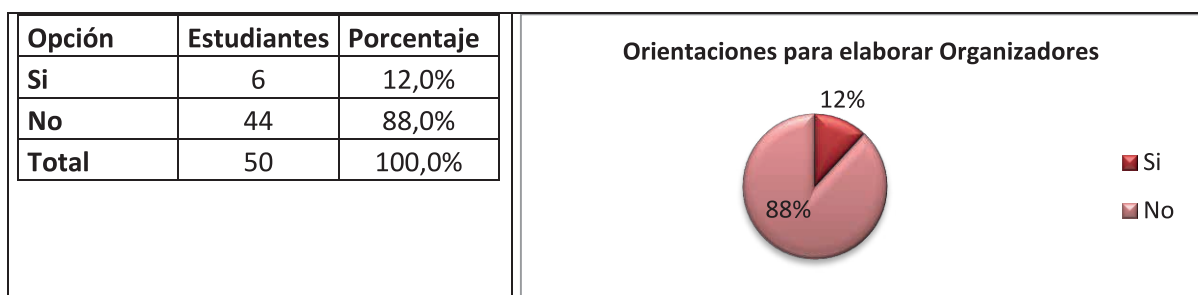 Opción Estudiantes Porcentaje
Si 6 12,0%
No 44 88,0%
Total 50 100,0%
Orientaciones para elaborar Organizadores
12%
88%
Si
No